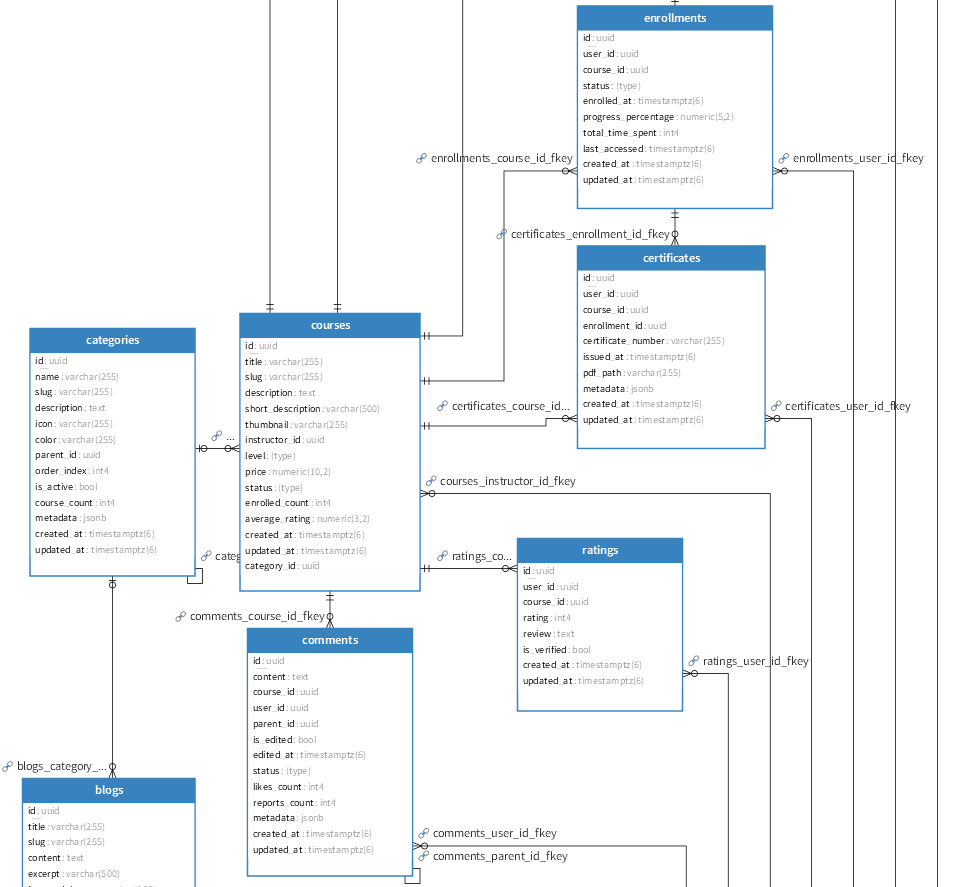 enrollments
id: uuid
user_id: uuid
course_id: uuid
status: (type)
enrolled_at: timestamptz(6)
progress_percentage: numeric(5,2)
total_time_spent: int4
last_accessed: timestamptz(6)
created_at: timestamptz(6)
updated_at: timestamptz(6)
enrollments_course_id_fkey
enrollments_user_id_fkey
certificates_enrollment_id_fkey
certificates
id: uuid
user_id: uuid
course_id: uuid
enrollment_id: uuid
certificate_number: varchar(255)
issued_at: timestamptz(6)
pdf_path: varchar(255)
metadata: jsonb
created_at: timestamptz(6)
updated_at: timestamptz(6)
certificates_course_id...
certificates_user_id_fkey
categories
id: uuid
name: varchar(255)
slug: varchar(255)
description: text
icon: varchar(255)
color: varchar(255)
parent_id: uuid
order_index: int4
is_active: bool
course_count: int4
metadata: jsonb
created_at: timestamptz(6)
updated_at: timestamptz(6)
...
categ
courses
id: uuid
title: varchar(255)
slug: varchar(255)
description: text
short_description: varchar(500)
thumbnail: varchar(255)
instructor_id: uuid
level: (type)
price: numeric(10,2)
status: (type)
enrolled_count: int4
average_rating: numeric(3,2)
created_at: timestamptz(6)
updated_at: timestamptz(6)
category_id: uuid
courses_instructor_id_fkey
ratings_co...
ratings
id: uuid
user_id: uuid
course_id: uuid
rating: int4
review: text
is_verified: bool
created_at: timestamptz(6)
updated_at: timestamptz(6)
ratings_user_id_fkey
comments_course_id_fkey
comments
id: uuid
content: text
course_id: uuid
user_id: uuid
parent_id: uuid
is_edited: bool
edited_at: timestamptz(6)
status: (type)
likes_count: int4
reports_count: int4
metadata: jsonb
created_at: timestamptz(6)
updated_at: timestamptz(6)
comments_user_id_fkey
comments_parent_id_fkey
blogs_category_...
blogs
id: uuid
title: varchar(255)
slug: varchar(255)
content: text
excerpt: varchar(500)